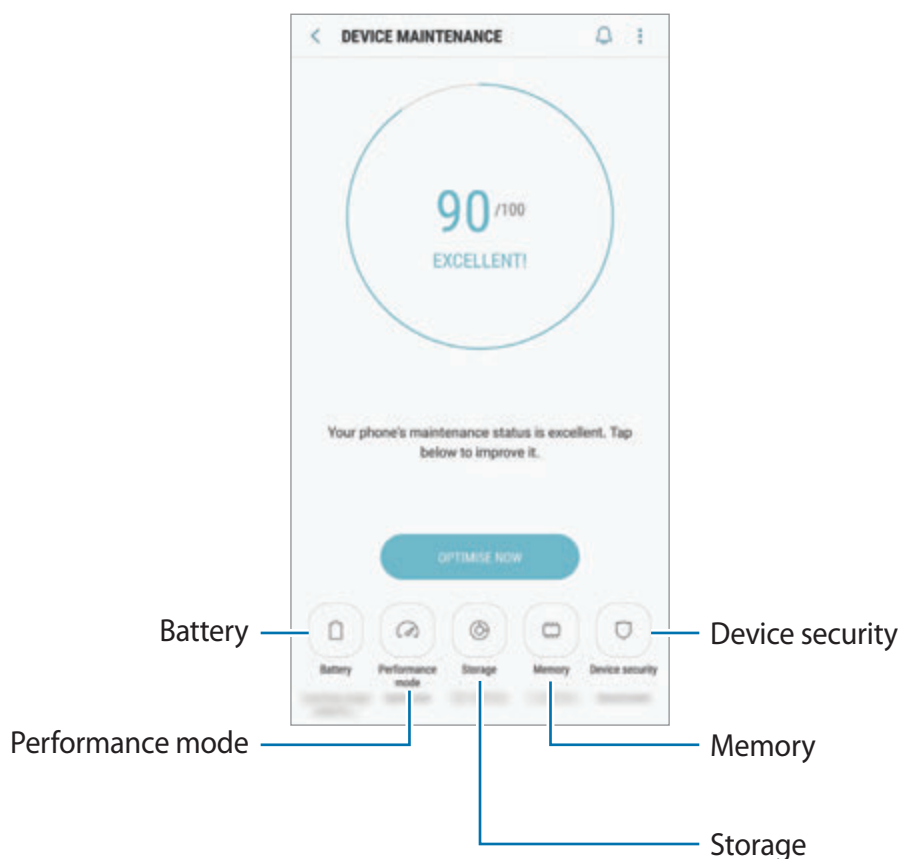 DEVICE MAINTENANCE
90 /100
EXCELLENT!
Your phone's maintenance status is excellent. Tap
below to improve it.
OPTIMISE NOW
Battery
Performance
mode
Storage
Memory
Device security
Battery
Device security
Performance mode
Memory
Storage